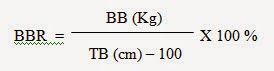 BB (Kg)
BBR = X 100 %
TB (cm) – 100